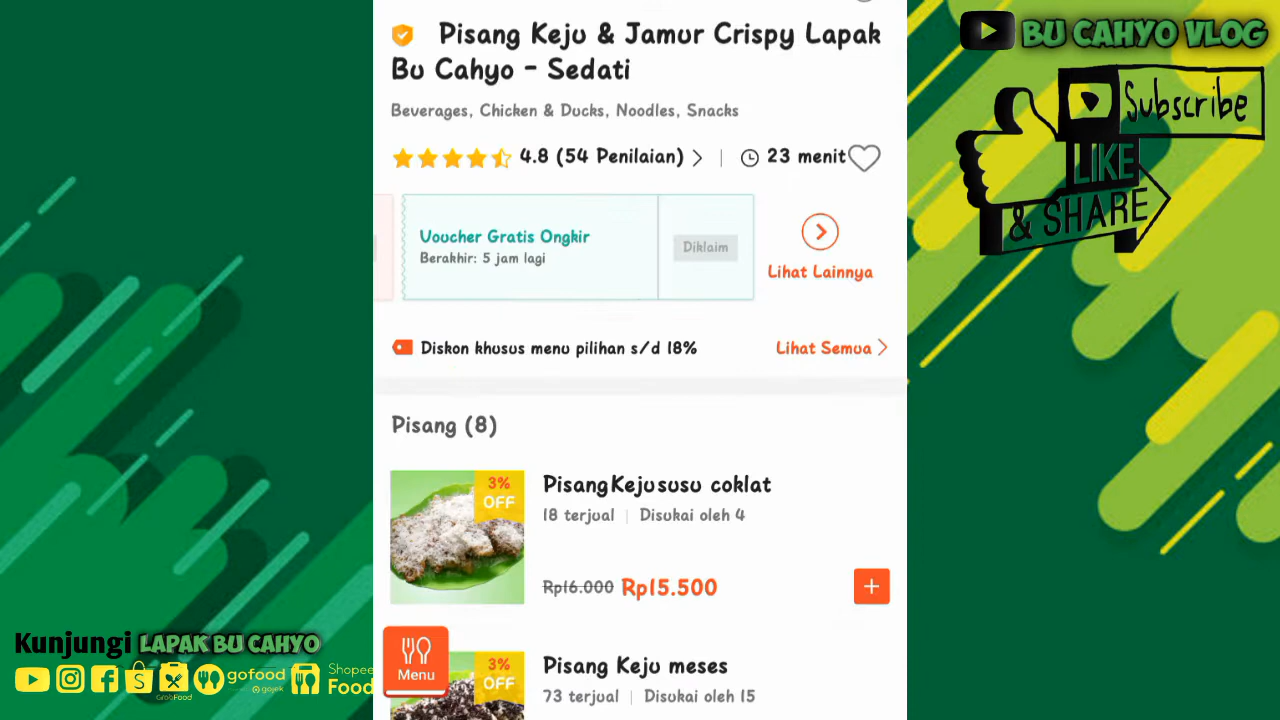 Pisang Keju & Jamur Crispy Lapak
Bu Cahyo - Sedati
Beverages, Chicken & Ducks, Noodles, Snacks
4.8 (54 Penilaian) | 23 menit
Voucher Gratis Ongkir
Berakhir: 5 jam lagi
Diklaim
Lihat Lainnya
Diskon khusus menu pilihan s/d 18%
Lihat Semua
Pisang (8)
3%
OFF
PisangKejususu coklat
18 terjual | Disukai oleh 4
Rp16.000 Rp15.500
Menu
3%
OFF
Pisang Keju meses
73 terjual | Disukai oleh 15
BU CAHYO VLOG
Subscribe
LIKE
& SHARE
Kunjungi LAPAK BU CAHYO
GrabFood
gofood
gojek
Shopee
Food